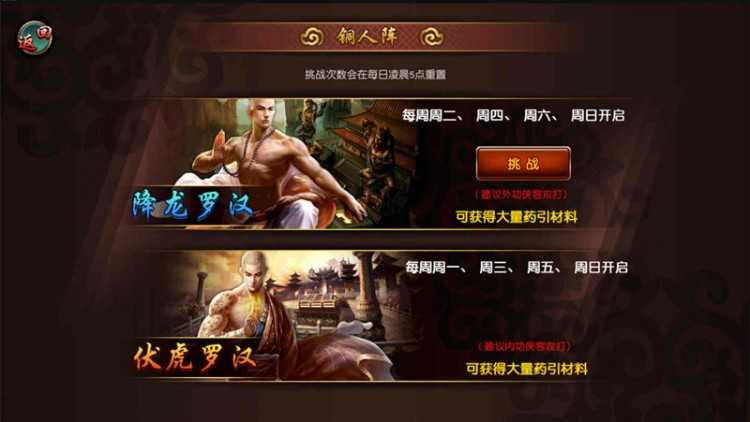 返回
铜人阵
挑战次数会在每日凌晨5点重置
每周周二、周四、周六、周日开启
挑战
（建议外功侠客攻打）
降龙罗汉
可获得大量药引材料
每周周一、周三、周五、周日开启
（建议内功侠客攻打）
伏虎罗汉
可获得大量药引材料